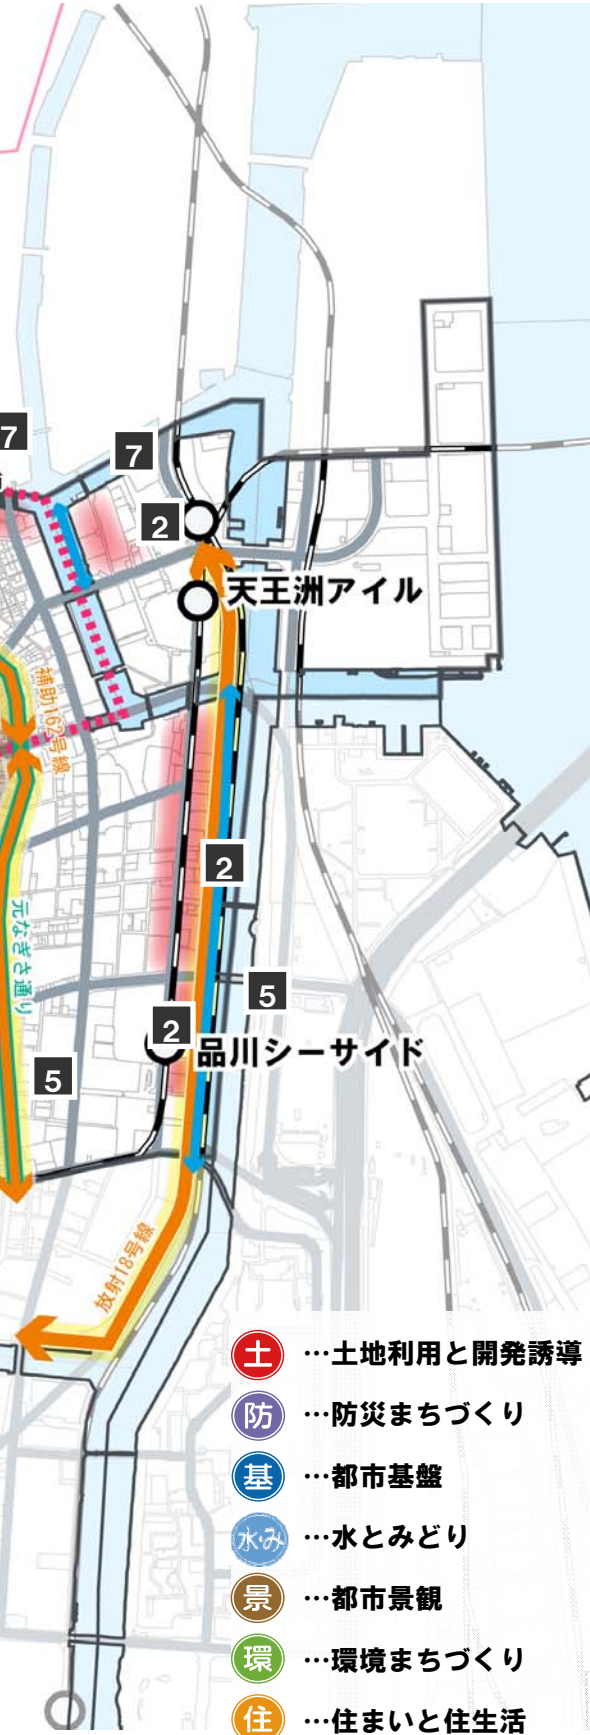 7
7
2
天王洲アイル
補助162号線
2
元なぎさ通り
5
2
品川シーサイド
5
放射18号線
土 …土地利用と開発誘導
防 …防災まちづくり
基 …都市基盤
水・み …水とみどり
景 …都市景観
環 …環境まちづくり
住 …住まいと住生活